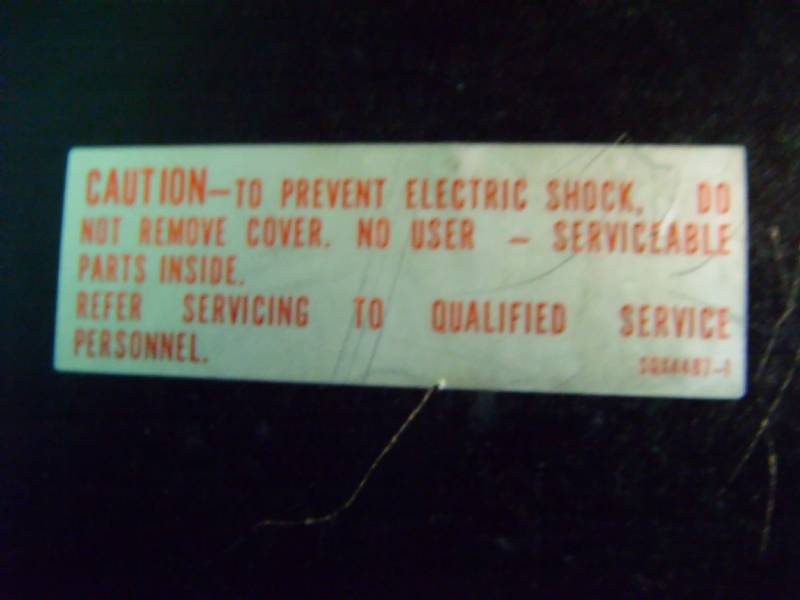 CAUTION—TO PREVENT ELECTRIC SHOCK, DO
NOT REMOVE COVER. NO USER - SERVICEABLE
PARTS INSIDE.
REFER SERVICING TO QUALIFIED SERVICE
PERSONNEL.